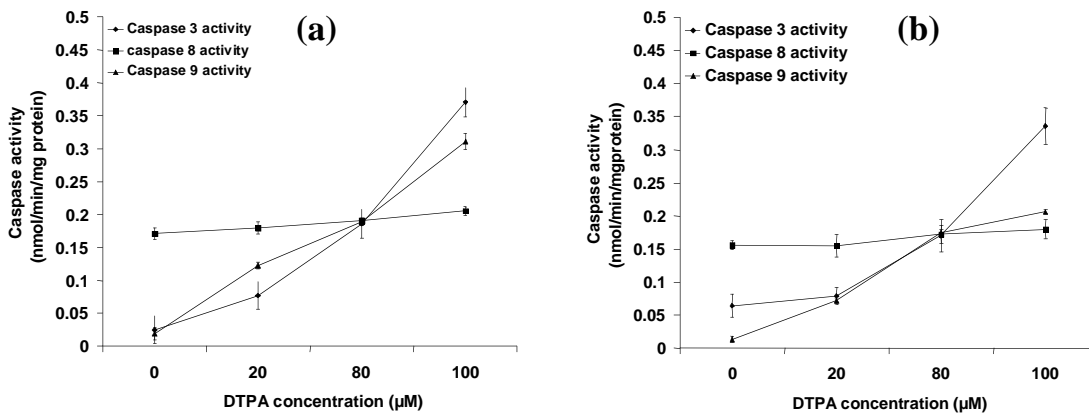 (a)
Caspase 3 activity
caspase 8 activity
Caspase 9 activity
0.5
0.45
0.4
0.35
0.3
0.25
0.2
0.15
0.1
0.05
0
Caspase activity
(nmol/min/mg protein)
0 20 80 100
DTPA concentration (µM)
(b)
Caspase 3 activity
Caspase 8 activity
Caspase 9 activity
0.5
0.45
0.4
0.35
0.3
0.25
0.2
0.15
0.1
0.05
0
Caspase activity
(nmol/min/mgprotein)
0 20 80 100
DTPA concentration (µM)